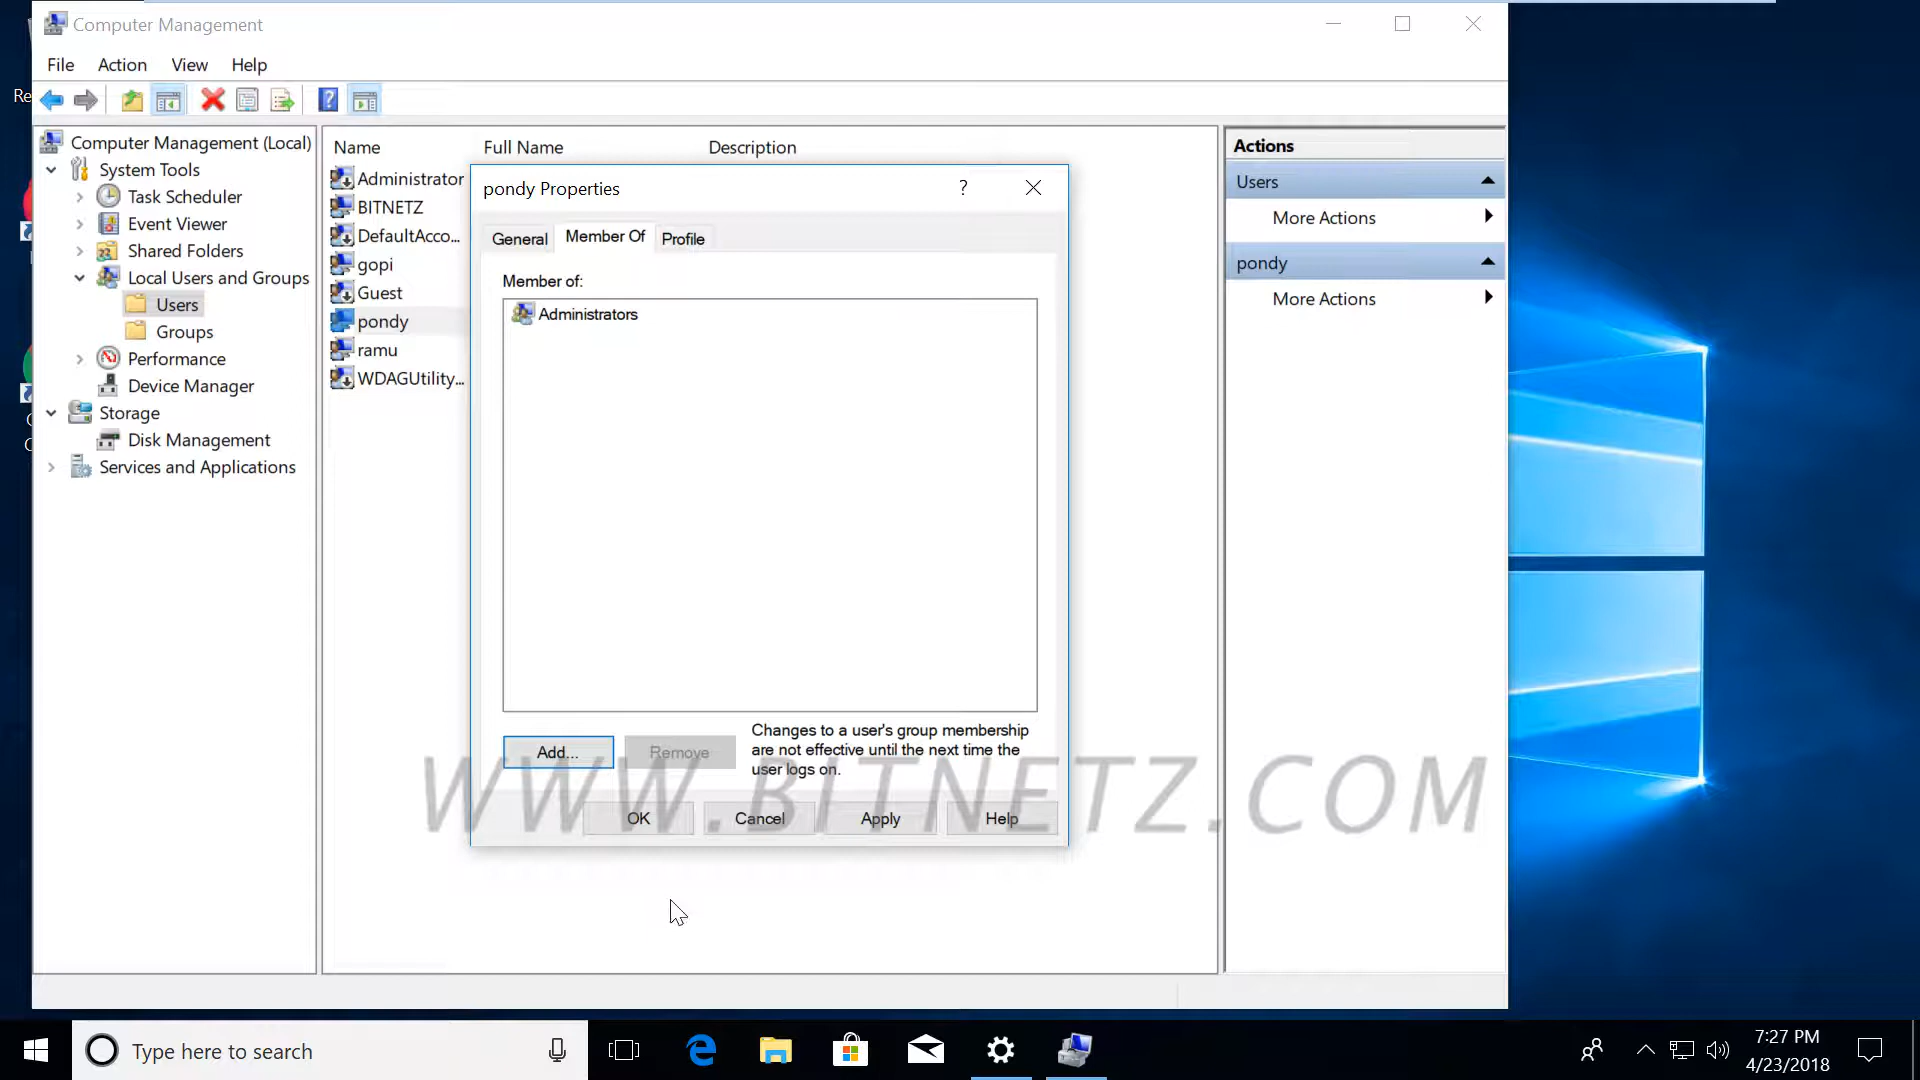 Computer Management
File Action View Help
Re
Computer Management (Local)
System Tools
Task Scheduler
Event Viewer
Shared Folders
Local Users and Groups
Users
Groups
Performance
Device Manager
Storage
Disk Management
Services and Applications
Name Full Name Description
Administrator
BITNETZ
DefaultAcco...
gopi
Guest
pondy
ramu
WDAGUtility...
pondy Properties
General Member Of Profile
Member of:
Administrators
Add... Remove
Changes to a user's group membership
are not effective until the next time the
user logs on.
OK Cancel Apply Help
WWW.BITNETZ.COM
Actions
Users
More Actions
pondy
More Actions
Type here to search
7:27 PM
4/23/2018